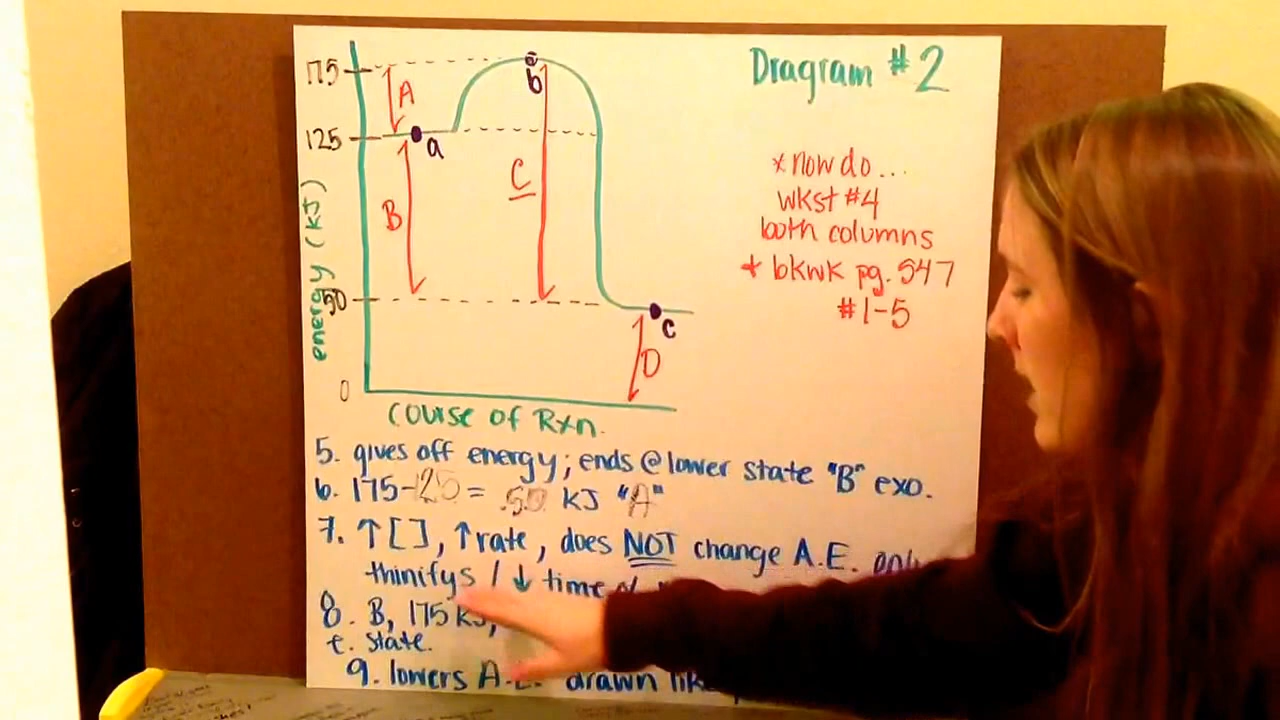 Diagram #2
175
A
b
125
a
C
B
energy (kJ)
50
c
D
0
course of Rxn.
* now do...
wkst #4
both columns
* bkwk pg. 547
#1-5
5. gives off energy; ends @ lower state "B" exo.
6. 175-125 = 50 kJ "A"
7. ↑[ ], ↑rate, does NOT change A.E.
thinifys / ↓ time
8. B, 175 kJ,
t. state.
9. lowers A.E. drawn like